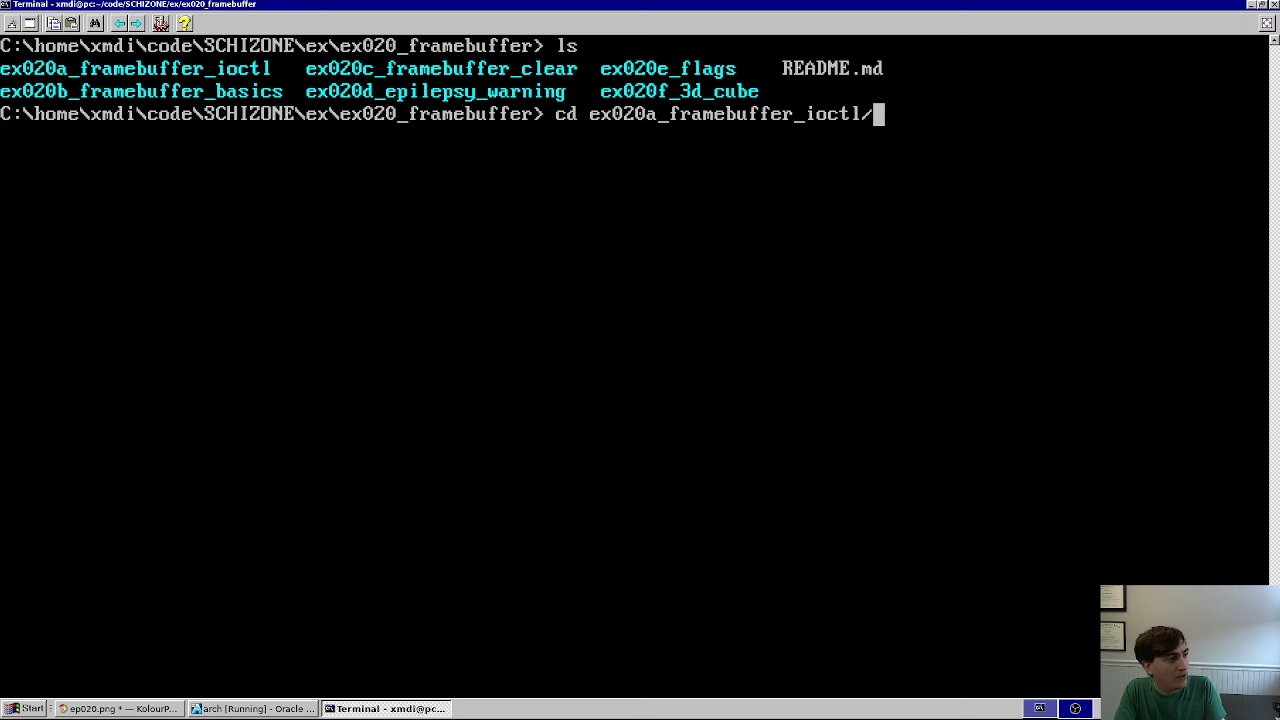 Terminal - xmdi@pc:~/code/SCHIZONE/ex/ex020_framebuffer
C:\home\xmdi\code\SCHIZONE\ex\ex020_framebuffer> ls
ex020a_framebuffer_ioctl ex020c_framebuffer_clear ex020e_flags README.md
ex020b_framebuffer_basics ex020d_epilepsy_warning ex020f_3d_cube
C:\home\xmdi\code\SCHIZONE\ex\ex020_framebuffer> cd ex020a_framebuffer_ioctl/
Start ep020.png * — KolourP... arch [Running] - Oracle ... Terminal - xmdi@pc:~/cod...